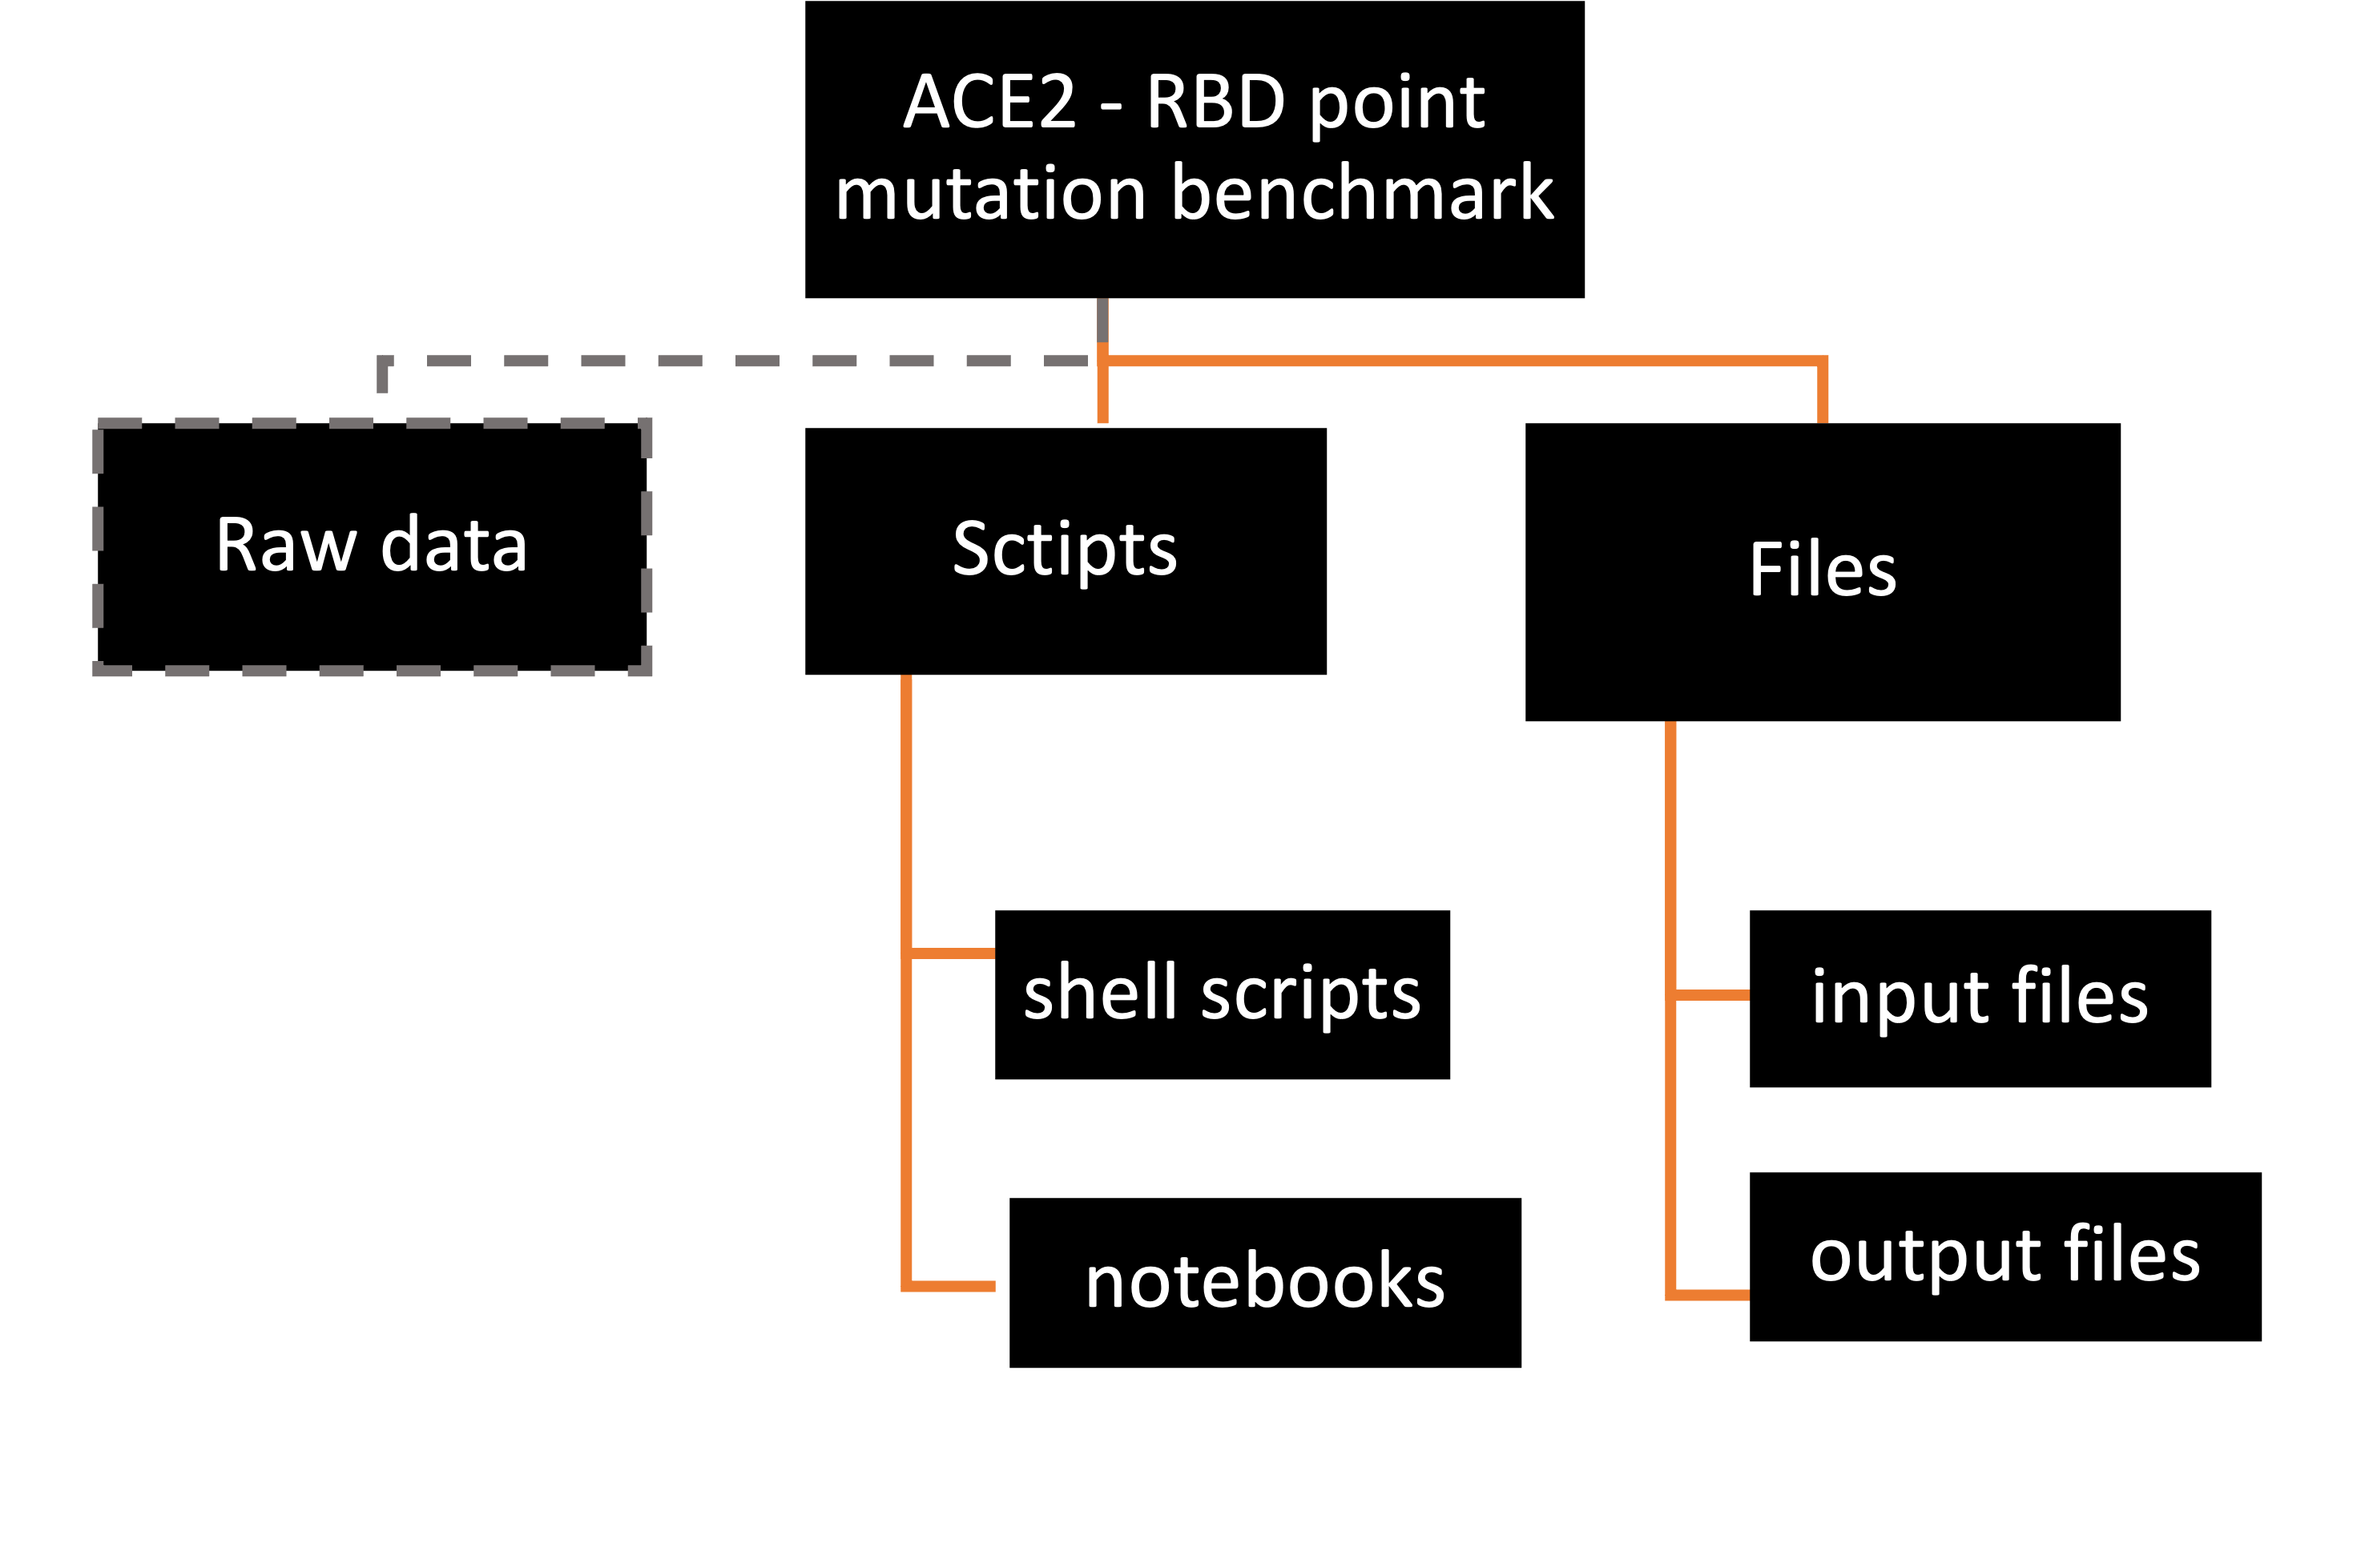 ACE2 - RBD point
mutation benchmark
Raw data
Sctipts
Files
shell scripts
input files
notebooks
output files